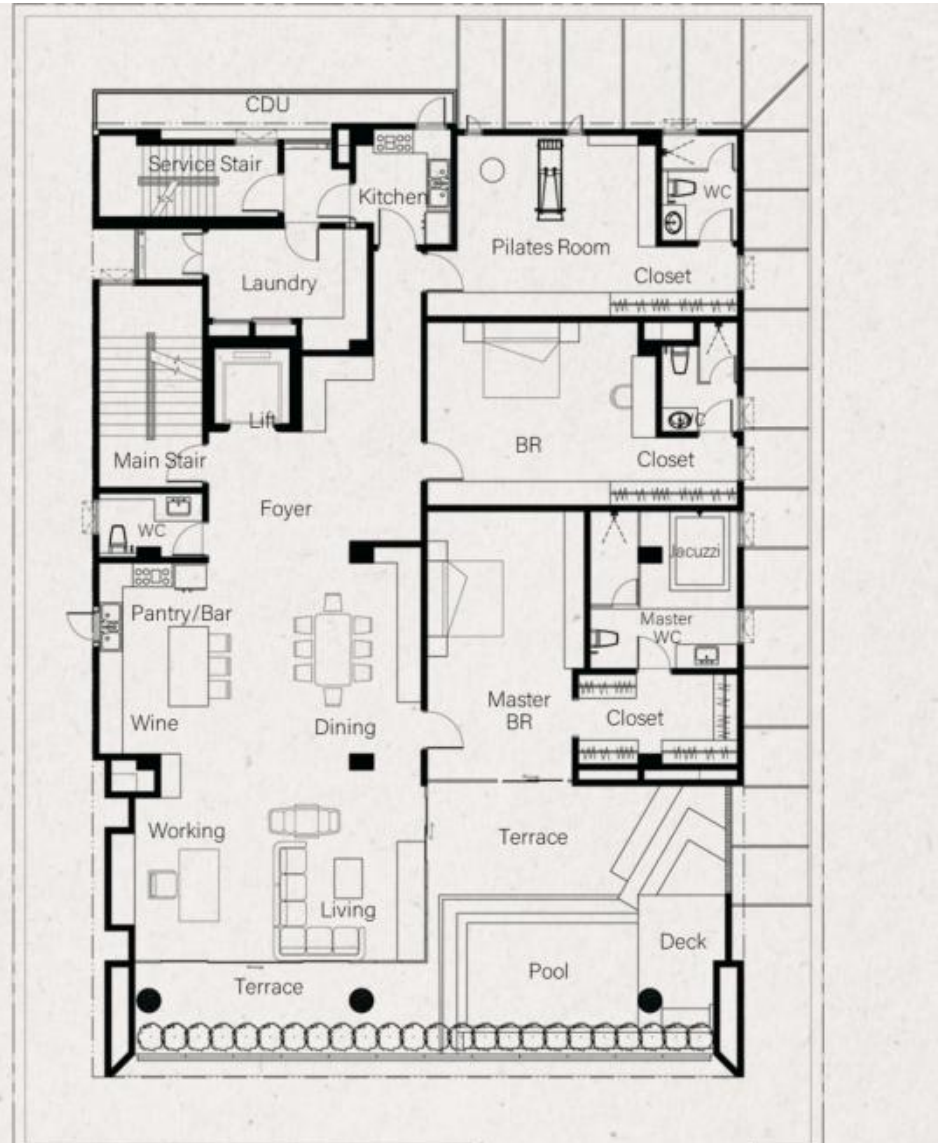 CDU
Service Stair
Kitchen
WC
Pilates Room
Closet
Laundry
Lift
Main Stair
BR
WC
Closet
Foyer
WC
Jacuzzi
Pantry/Bar
Master
WC
Wine
Dining
Master
BR
Closet
Working
Terrace
Living
Deck
Pool
Terrace